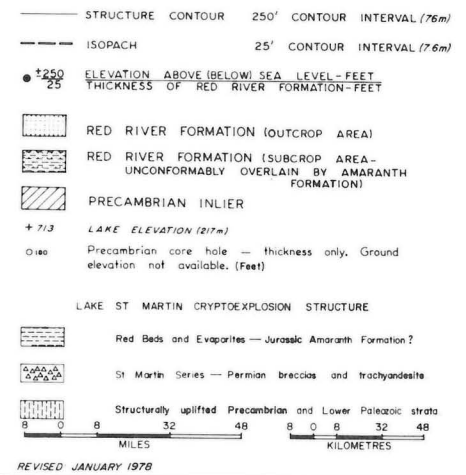 STRUCTURE CONTOUR 250' CONTOUR INTERVAL (76m)
ISOPACH 25' CONTOUR INTERVAL (7.6m)
±250 ELEVATION ABOVE (BELOW) SEA LEVEL-FEET
25 THICKNESS OF RED RIVER FORMATION-FEET
RED RIVER FORMATION (OUTCROP AREA)
RED RIVER FORMATION (SUBCROP AREA-
UNCONFORMABLY OVERLAIN BY AMARANTH
FORMATION)
PRECAMBRIAN INLIER
+ 713 LAKE ELEVATION (217m)
O 180 Precambrian core hole — thickness only. Ground
elevation not available. (Feet)
LAKE ST MARTIN CRYPTOEXPLOSION STRUCTURE
Red Beds and Evaporites — Jurassic Amaranth Formation?
St Martin Series — Permian breccias and trachyandesite
Structurally uplifted Precambrian and Lower Paleozoic strata
8 0 8 32 48 8 0 8 32 48
MILES KILOMETRES
REVISED JANUARY 1978